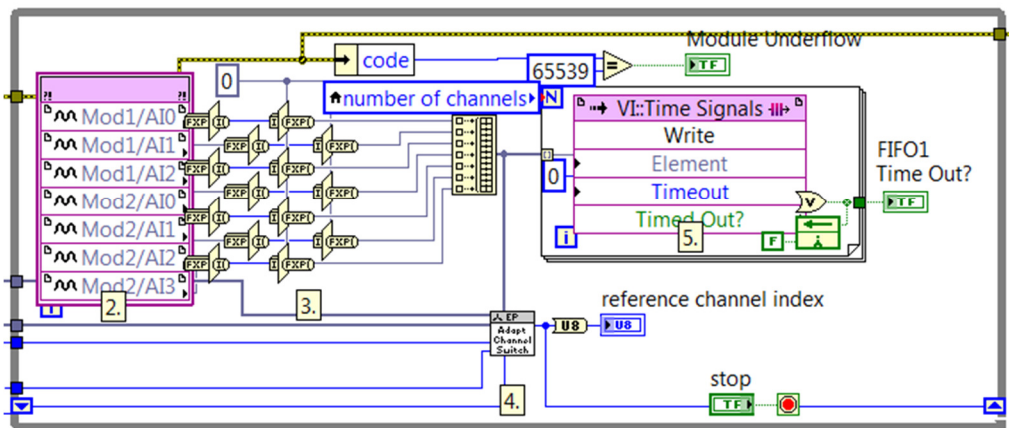 code
65539
=
Module Underflow
TF
0
number of channels
N
?!
?!
Mod1/AI0
Mod1/AI1
Mod1/AI2
Mod2/AI0
Mod2/AI1
Mod2/AI2
Mod2/AI3
2.
3.
VI::Time Signals
Write
Element
0
Timeout
Timed Out?
5.
i
V
F
FIFO1
Time Out?
TF
EP
Adapt
Channel
Switch
4.
U8
reference channel index
U8
stop
TF